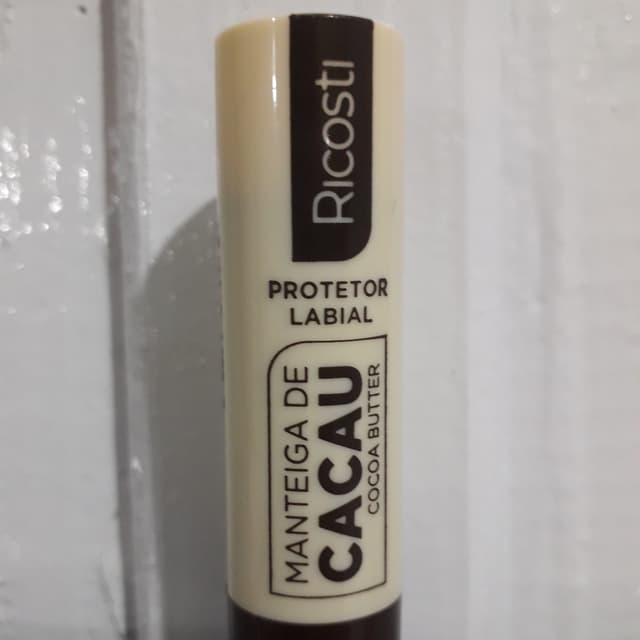 Ricosti
PROTETOR
LABIAL
MANTEIGA DE
CACAU
COCOA BUTTER